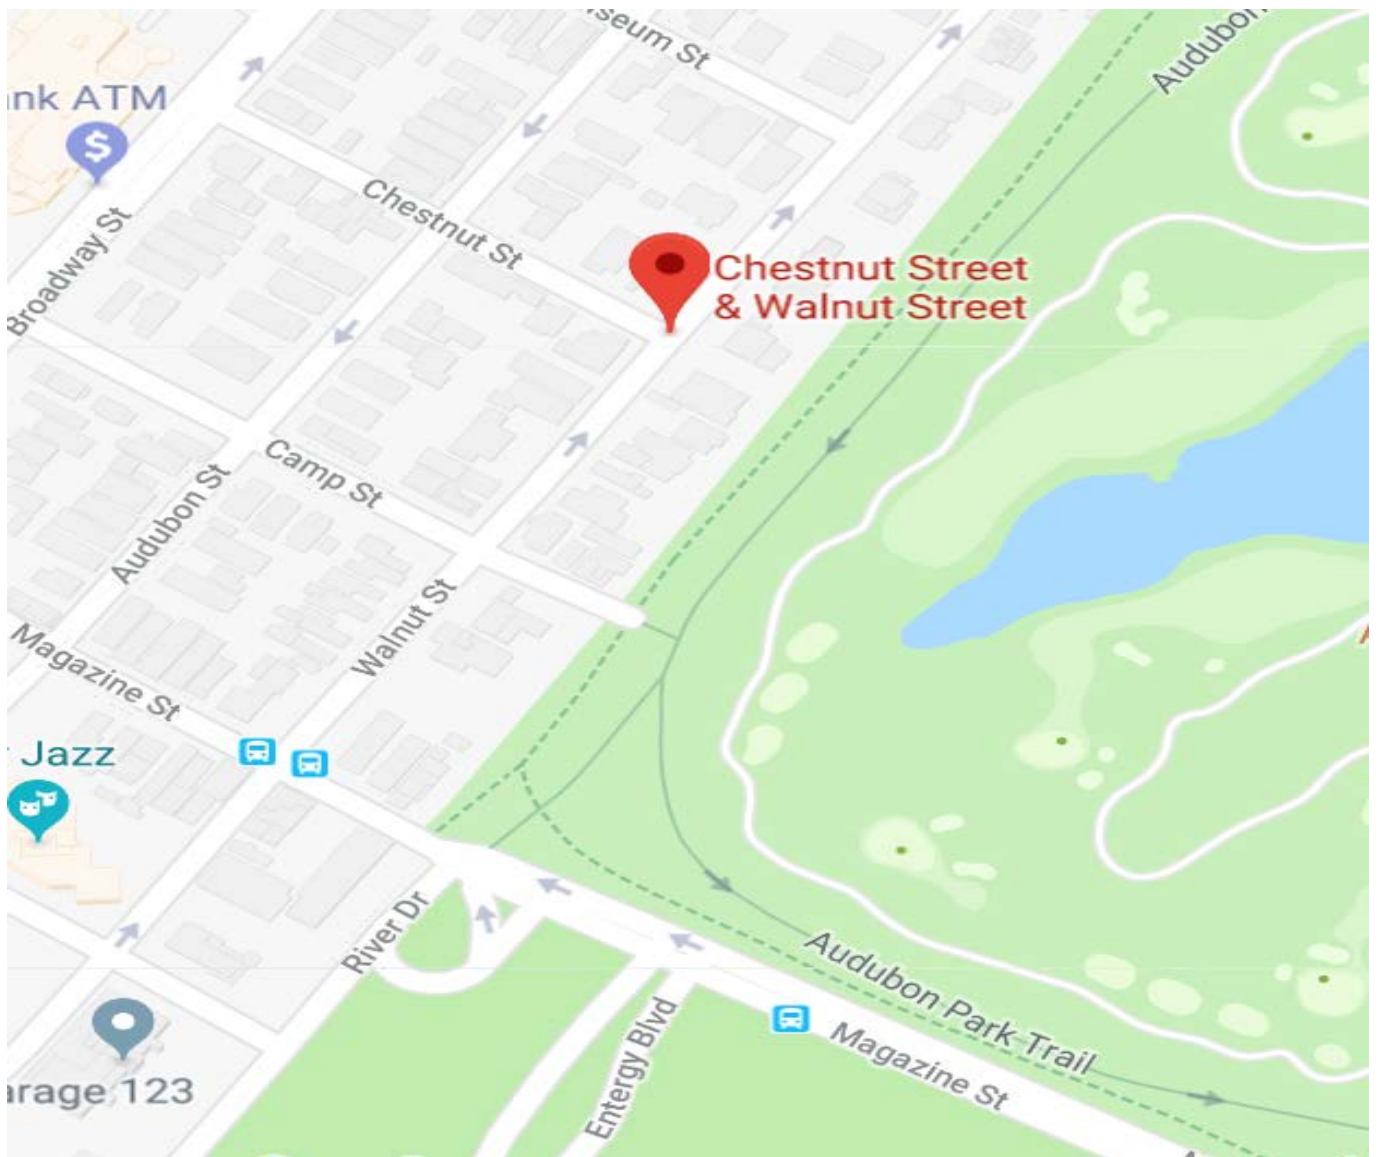 seum St
Audubon
nk ATM
$
Chestnut St
Broadway St
Chestnut Street
& Walnut Street
Camp St
Audubon St
Walnut St
Magazine St
Jazz
River Dr
Audubon Park Trail
Entergy Blvd
Magazine St
arage 123